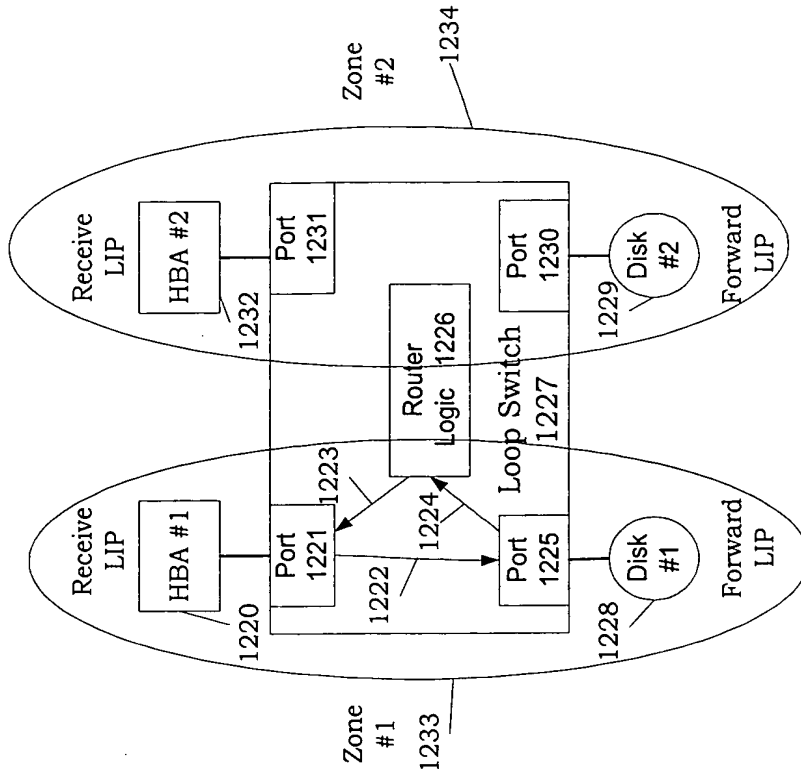 Receive
LIP
HBA #1
1220
Receive
LIP
HBA #2
1232
Zone
#1
1233
Zone
#2
1234
Port
1221
Port
1231
1223
1222
1224
Router
Logic
1226
Loop Switch
1227
Port
1225
Port
1230
Disk
#1
1228
Disk
#2
1229
Forward
LIP
Forward
LIP